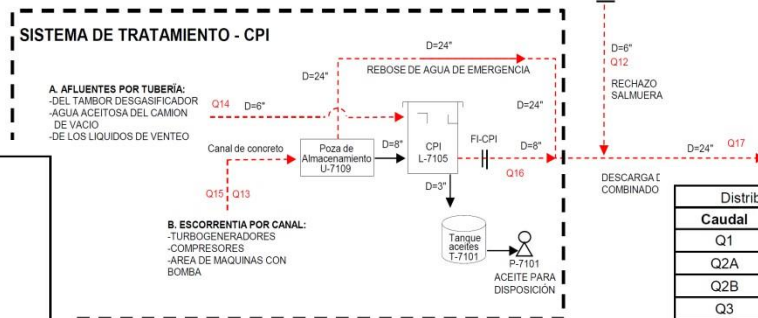 SISTEMA DE TRATAMIENTO - CPI
D=24"
REBOSE DE AGUA DE EMERGENCIA
D=24"
D=6"
Q12
RECHAZO
SALMUERA
A. AFLUENTES POR TUBERÍA:
-DEL TAMBOR DESGASIFICADOR
-AGUA ACEITOSA DEL CAMION
DE VACIO
-DE LOS LIQUIDOS DE VENTEO
Q14 D=6"
D=24"
Canal de concreto
Poza de
Almacenamiento
U-7109
D=8"
CPI
L-7105
FI-CPI
D=8"
Q16
D=24"
Q17
DESCARGA
COMBINADO
Q15 Q13
D=3"
B. ESCORRENTIA POR CANAL:
-TURBOGENERADORES
-COMPRESORES
-AREA DE MAQUINAS CON
BOMBA
Tanque
aceites
T-7101
P-7101
ACEITE PARA
DISPOSICIÓN
Distrib
Caudal
Q1
Q2A
Q2B
Q3